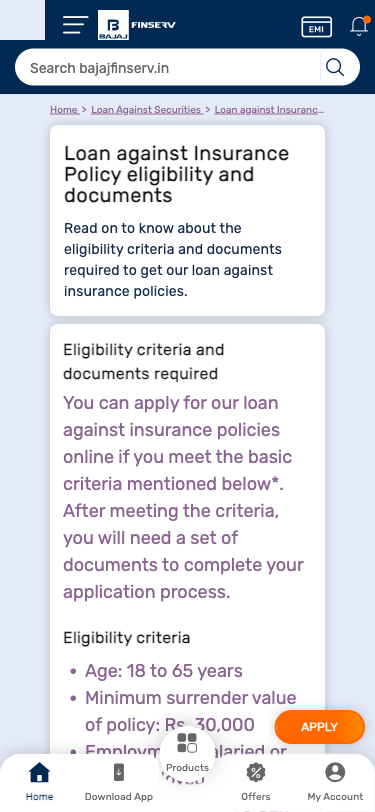 BAJAJ FINSERV
EMI
Search bajajfinserv.in
Home > Loan Against Securities > Loan against Insuranc...
Loan against Insurance
Policy eligibility and
documents
Read on to know about the
eligibility criteria and documents
required to get our loan against
insurance policies.
Eligibility criteria and
documents required
You can apply for our loan
against insurance policies
online if you meet the basic
criteria mentioned below*.
After meeting the criteria,
you will need a set of
documents to complete your
application process.
Eligibility criteria
• Age: 18 to 65 years
• Minimum surrender value
of policy: Rs. 30,000
APPLY
Home
Download App
Products
Offers
My Account